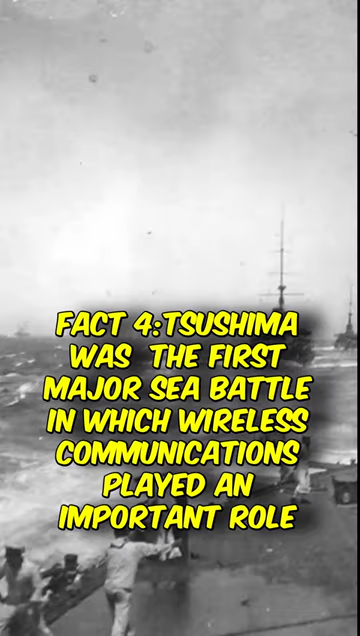 FACT 4:TSUSHIMA
WAS THE FIRST
MAJOR SEA BATTLE
IN WHICH WIRELESS
COMMUNICATIONS
PLAYED AN
IMPORTANT ROLE